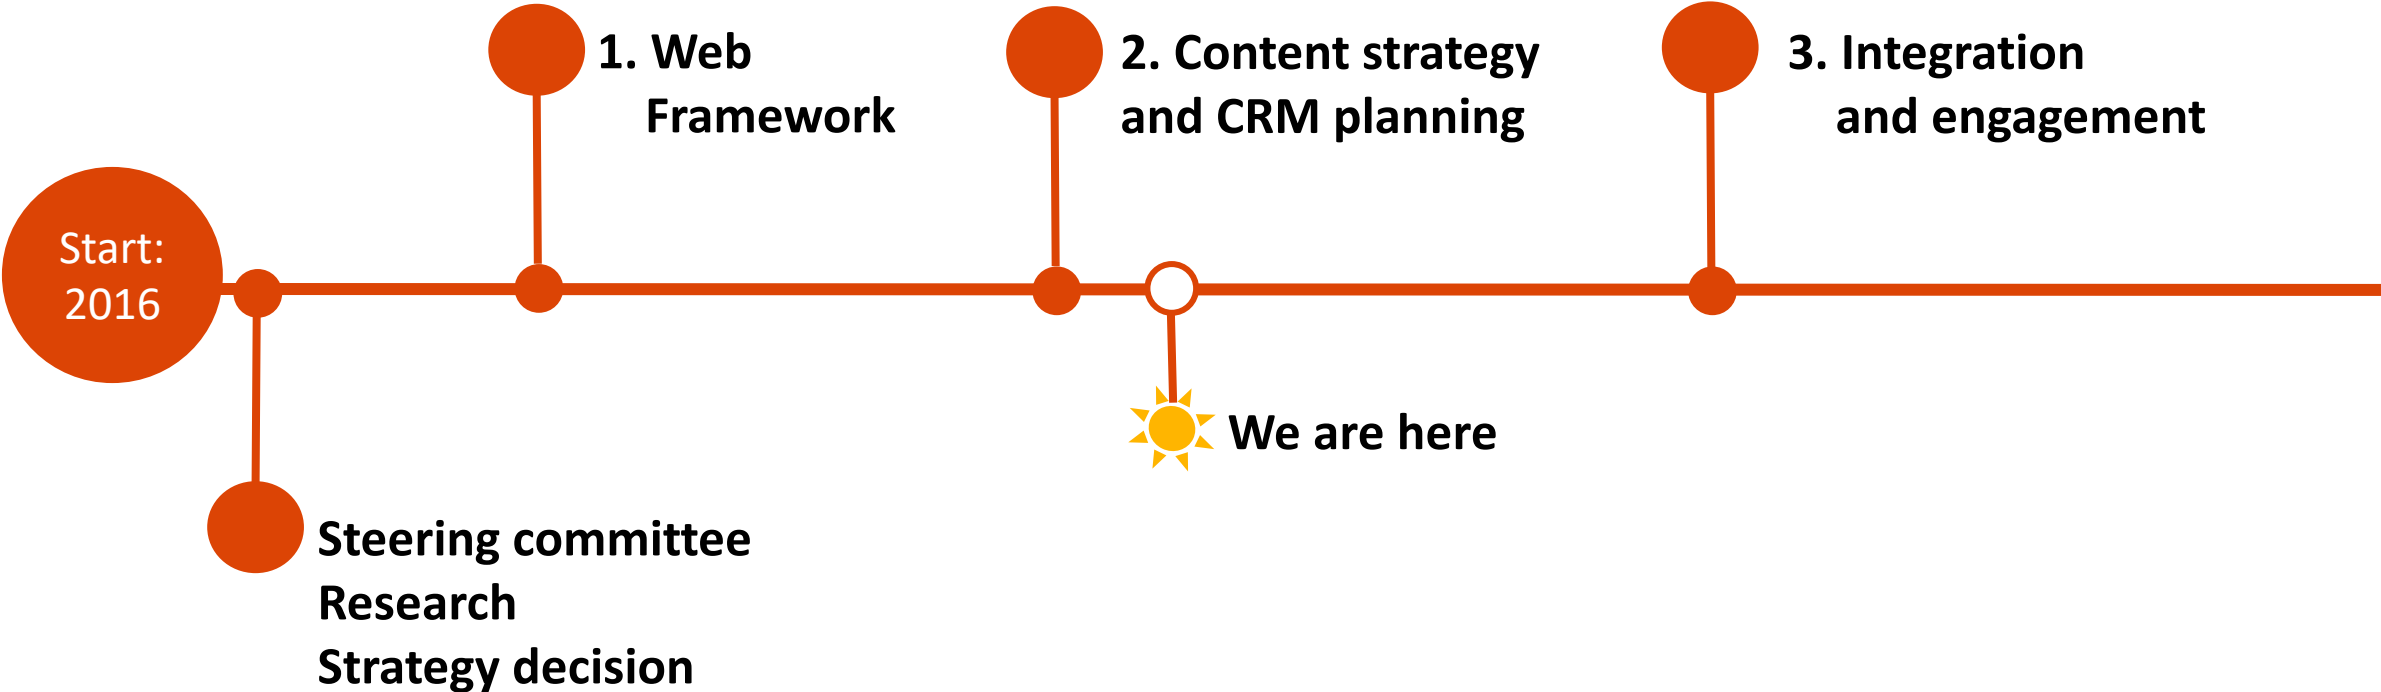 Start:
2016
1. Web
Framework
2. Content strategy
and CRM planning
3. Integration
and engagement
We are here
Steering committee
Research
Strategy decision